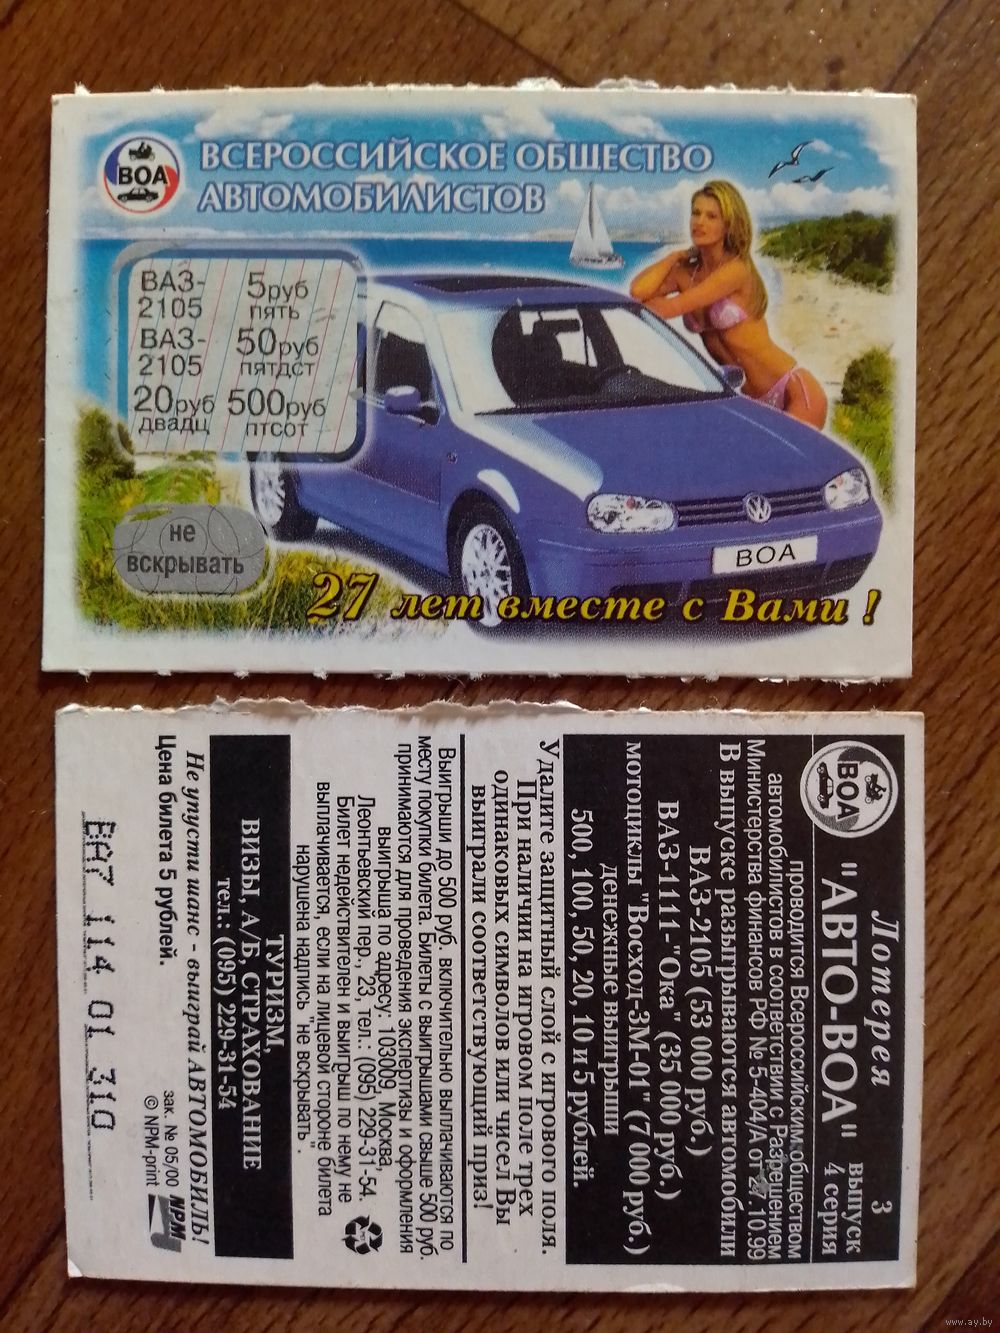 ВОА
ВСЕРОССИЙСКОЕ ОБЩЕСТВО
АВТОМОБИЛИСТОВ
ВАЗ-2105 5руб пять
ВАЗ-2105 50руб пятдст
20руб двадц 500руб птсот
не
вскрывать
ВОА
27 лет вместе с Вами !
ВОА
Лотерея
"АВТО-ВОА"
3
выпуск
4 серия
проводится Всероссийским обществом
автомобилистов в соответствии с Разрешением
Министерства финансов РФ № 5-404/А от 27.10.99
В выпуске разыгрываются автомобили
ВАЗ-2105 (53 000 руб.)
ВАЗ-1111-"Ока" (35 000 руб.)
мотоциклы "Восход-3М-01" (7 000 руб.)
денежные выигрыши
500, 100, 50, 20, 10 и 5 рублей.
Удалите защитный слой с игрового поля.
При наличии на игровом поле трех
одинаковых символов или чисел Вы
выиграли соответствующий приз!
Выигрыши до 500 руб. включительно выплачиваются по
месту покупки билета. Билеты с выигрышами свыше 500 руб.
принимаются для проведения экспертизы и оформления
выигрыша по адресу: 103009, Москва,
Леонтьевский пер., 23, тел.: (095) 229-31-54.
Билет недействителен и выигрыш по нему не
выплачивается, если на лицевой стороне билета
нарушена надпись "не вскрывать".
ТУРИЗМ,
ВИЗЫ, А/Б, СТРАХОВАНИЕ
тел.: (095) 229-31-54
Не упусти шанс - выиграй АВТОМОБИЛЬ!
Цена билета 5 рублей.
зак. № 05/00
© NPM-print
NPM
BA7 114 01 310
www.ay.by